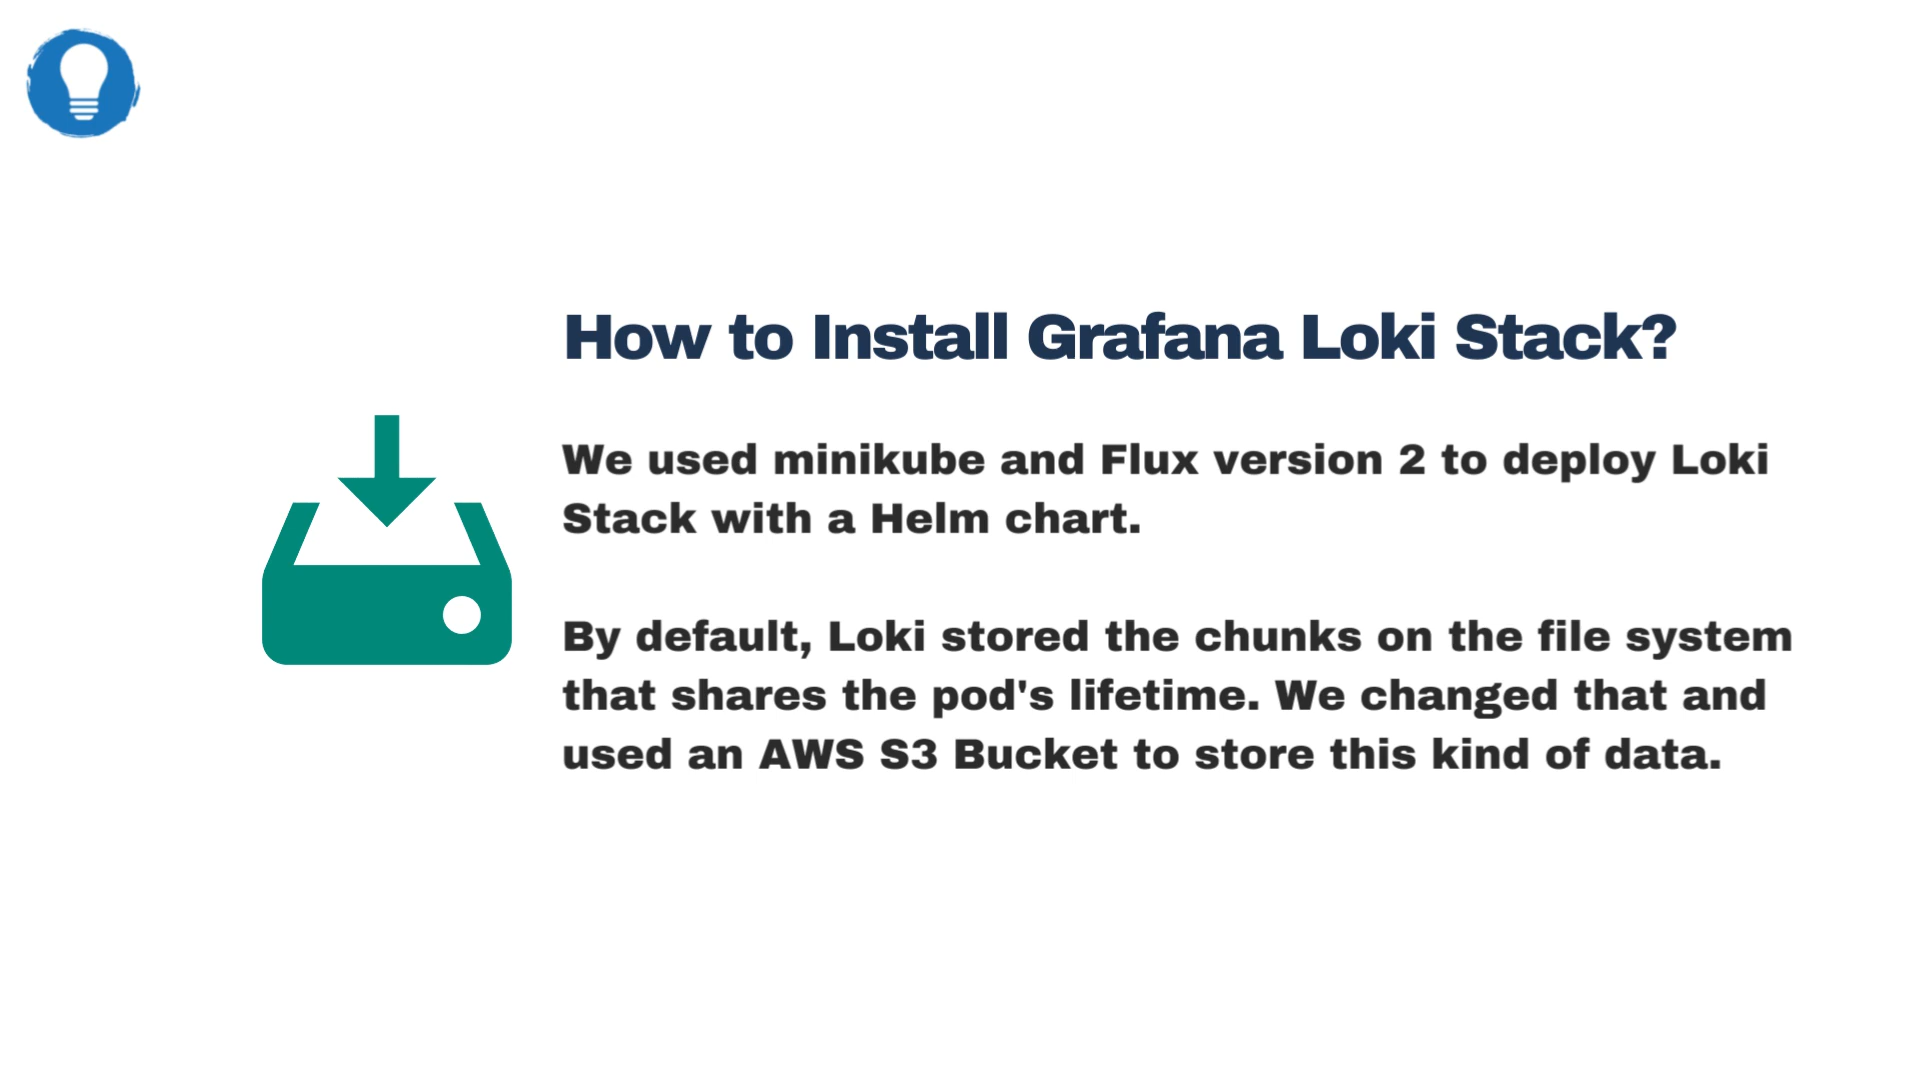 How to Install Grafana Loki Stack?
We used minikube and Flux version 2 to deploy Loki
Stack with a Helm chart.
By default, Loki stored the chunks on the file system
that shares the pod's lifetime. We changed that and
used an AWS S3 Bucket to store this kind of data.